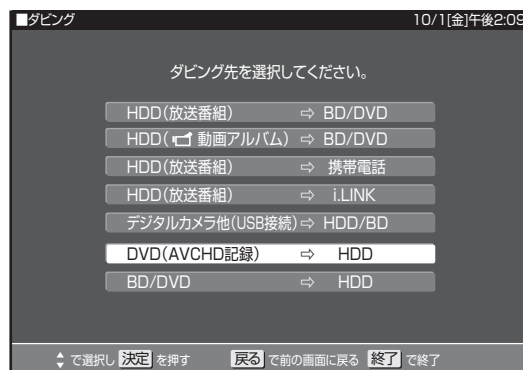 ■ダビング 10/1[金]午後2:09
ダビング先を選択してください。
HDD(放送番組) ⇨ BD/DVD
HDD( 動画アルバム) ⇨ BD/DVD
HDD(放送番組) ⇨ 携帯電話
HDD(放送番組) ⇨ i.LINK
デジタルカメラ他(USB接続) ⇨ HDD/BD
DVD(AVCHD記録) ⇨ HDD
BD/DVD ⇨ HDD
で選択し 決定 を押す 戻る で前の画面に戻る 終了 で終了